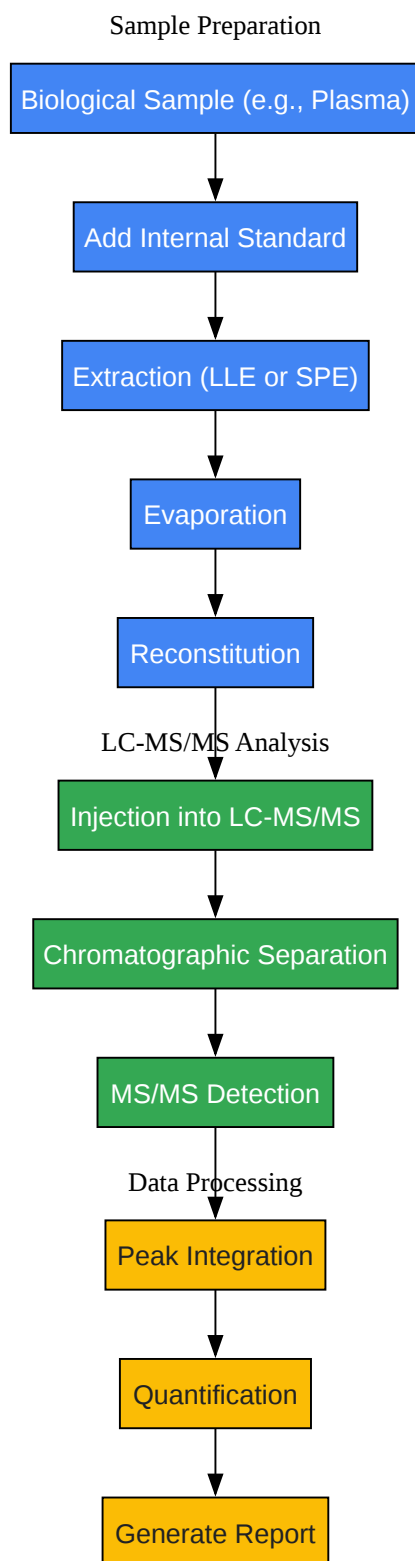 Sample Preparation
Biological Sample (e.g., Plasma)
Add Internal Standard
Extraction (LLE or SPE)
Evaporation
Reconstitution
LC-MS/MS Analysis
Injection into LC-MS/MS
Chromatographic Separation
MS/MS Detection
Data Processing
Peak Integration
Quantification
Generate Report